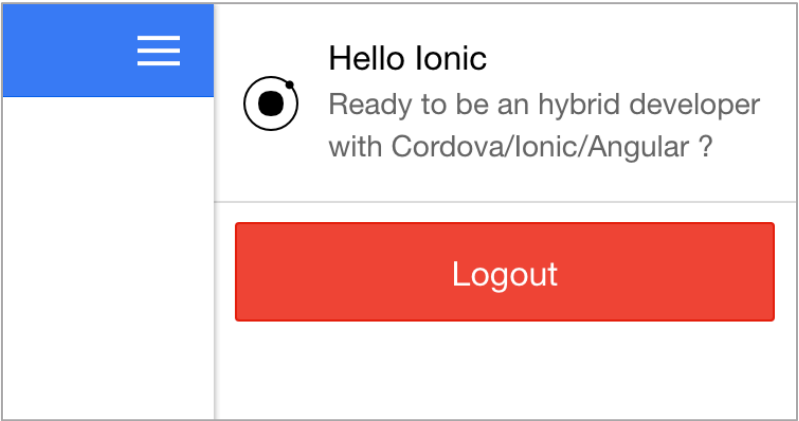 Hello Ionic
Ready to be an hybrid developer
with Cordova/Ionic/Angular ?
Logout